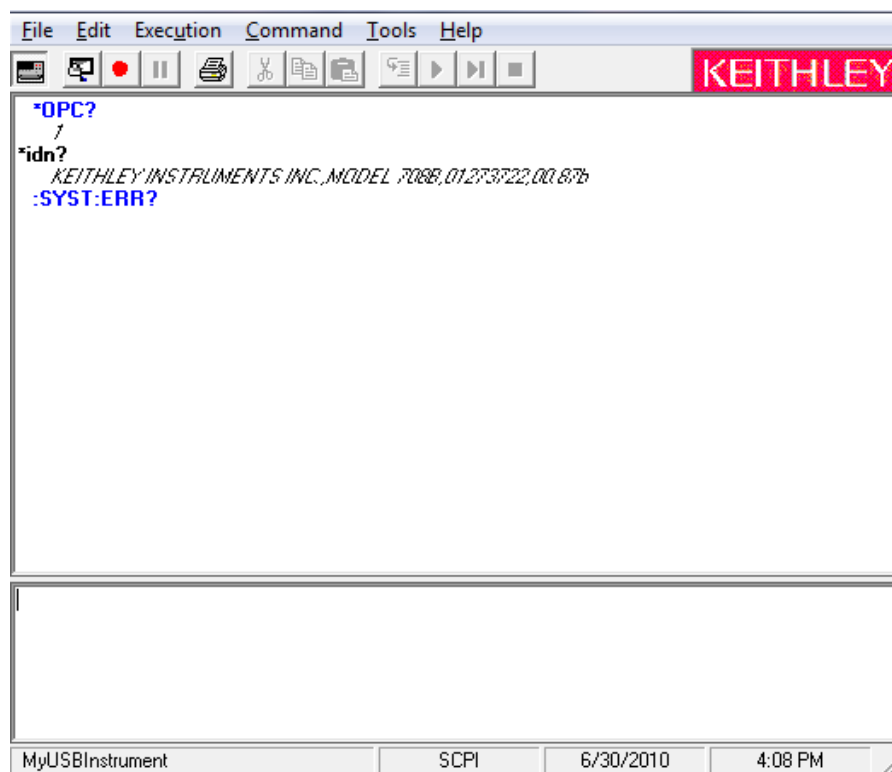 File Edit Execution Command Tools Help
KEITHLEY
*OPC?
1
*idn?
KEITHLEY INSTRUMENTS INC.,MODEL 708B,01273722,00.87b
:SYST:ERR?
MyUSBInstrument SCPI 6/30/2010 4:08 PM